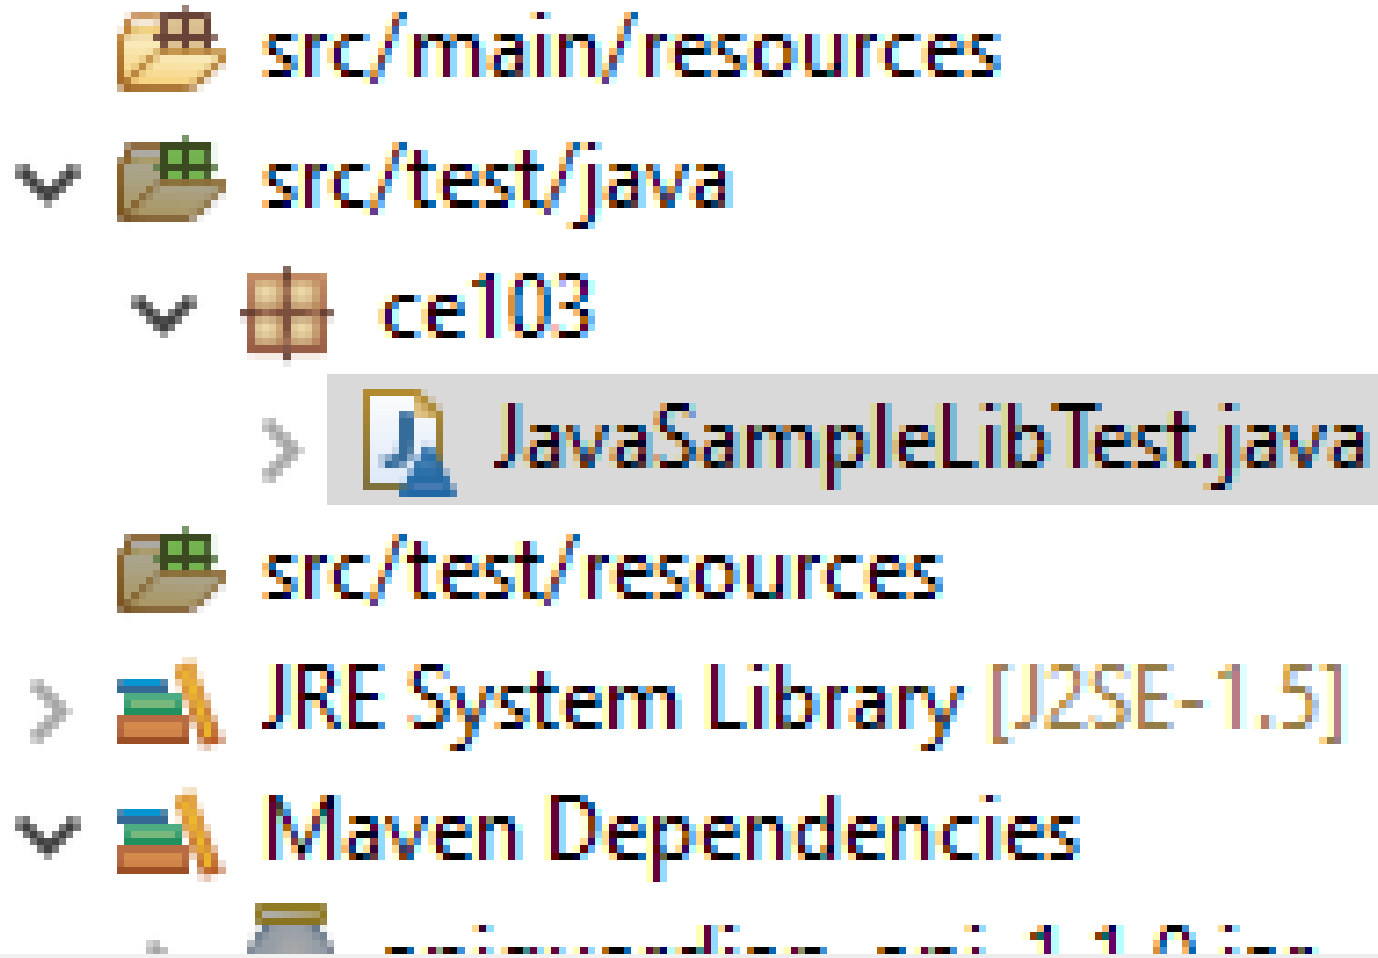 src/main/resources
src/test/java
ce103
JavaSampleLibTest.java
src/test/resources
JRE System Library [J2SE-1.5]
Maven Dependencies